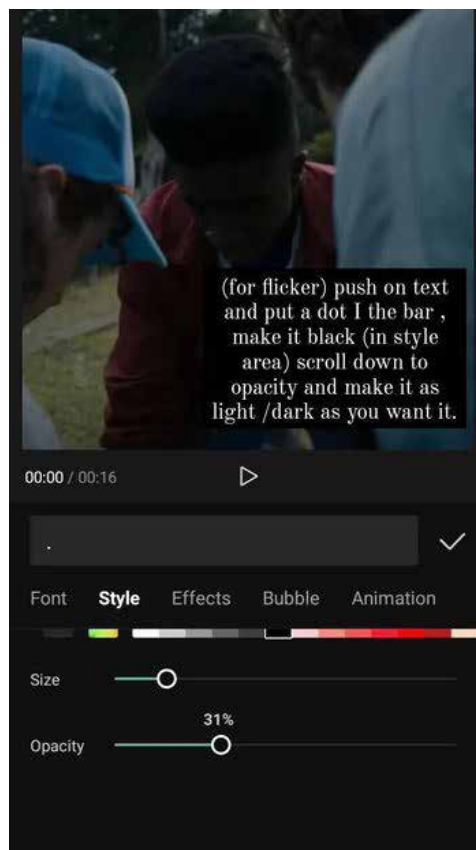 (for flicker) push on text
and put a dot I the bar ,
make it black (in style
area) scroll down to
opacity and make it as
light /dark as you want it.
00:00 / 00:16
.
Font Style Effects Bubble Animation
Size
31%
Opacity